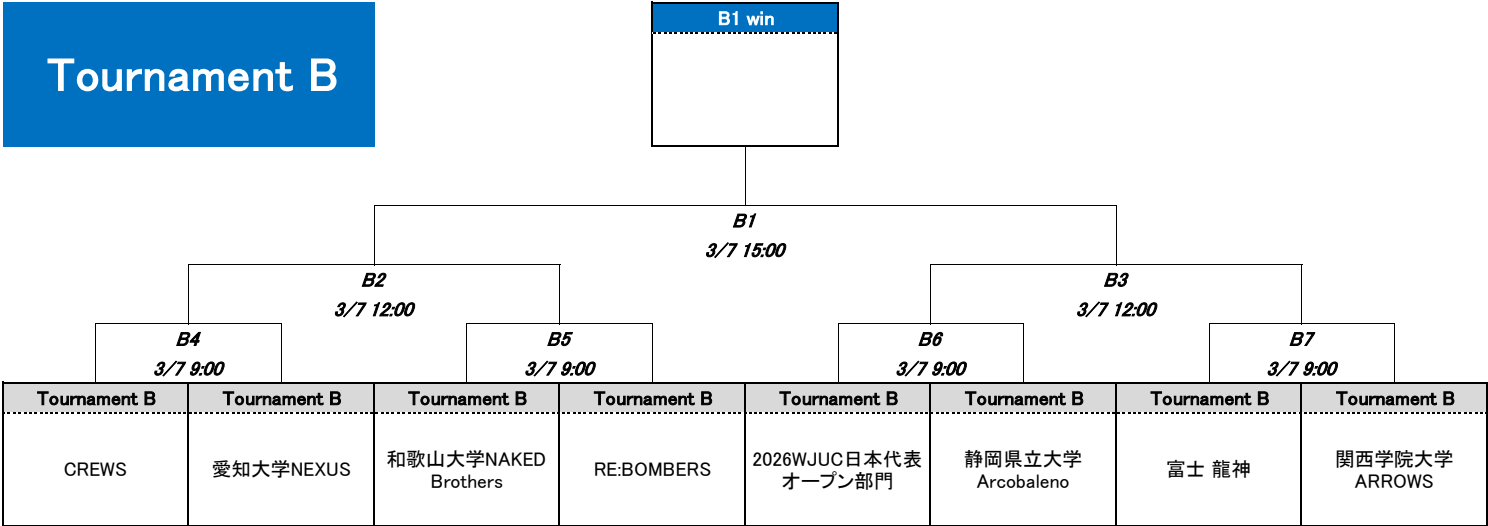 Tournament B
B1 win
B1
3/7 15:00
B2
3/7 12:00
B3
3/7 12:00
B4
3/7 9:00
B5
3/7 9:00
B6
3/7 9:00
B7
3/7 9:00
Tournament B
Tournament B
Tournament B
Tournament B
Tournament B
Tournament B
Tournament B
Tournament B
CREWS
愛知大学NEXUS
和歌山大学NAKED
Brothers
RE:BOMBERS
2026WJUC日本代表
オープン部門
静岡県立大学
Arcobaleno
富士 龍神
関西学院大学
ARROWS